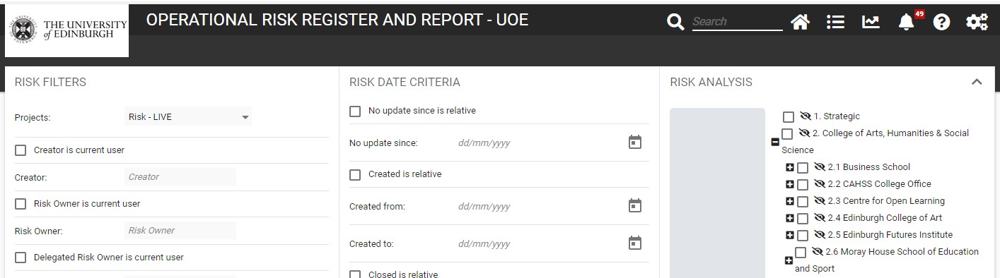 THE UNIVERSITY
of EDINBURGH
OPERATIONAL RISK REGISTER AND REPORT - UOE
Search
49
RISK FILTERS
Projects:
Risk - LIVE
Creator is current user
Creator:
Creator
Risk Owner is current user
Risk Owner:
Risk Owner
Delegated Risk Owner is current user
RISK DATE CRITERIA
No update since is relative
No update since:
dd/mm/yyyy
Created is relative
Created from:
dd/mm/yyyy
Created to:
dd/mm/yyyy
Closed is relative
RISK ANALYSIS
1. Strategic
2. College of Arts, Humanities & Social
Science
2.1 Business School
2.2 CAHSS College Office
2.3 Centre for Open Learning
2.4 Edinburgh College of Art
2.5 Edinburgh Futures Institute
2.6 Moray House School of Education
and Sport